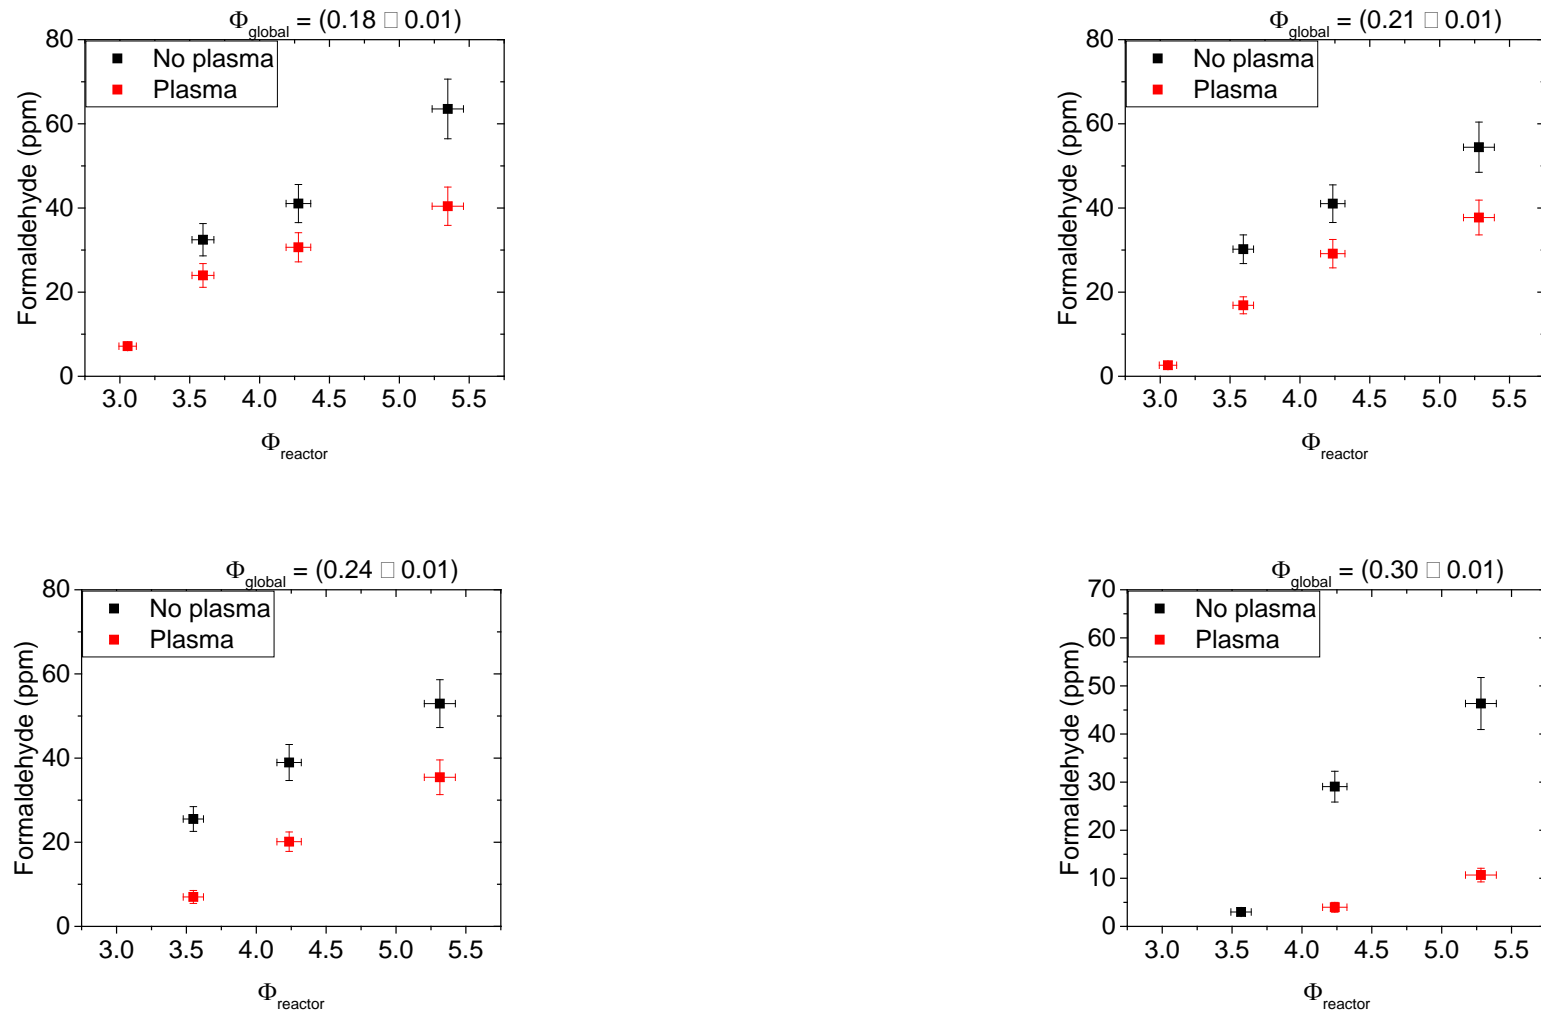 Φglobal = (0.18 □ 0.01)
80
60
40
20
0
Formaldehyde (ppm)
No plasma
Plasma
3.0 3.5 4.0 4.5 5.0 5.5
Φreactor
Φglobal = (0.21 □ 0.01)
80
60
40
20
0
Formaldehyde (ppm)
No plasma
Plasma
3.0 3.5 4.0 4.5 5.0 5.5
Φreactor
Φglobal = (0.24 □ 0.01)
80
60
40
20
0
Formaldehyde (ppm)
No plasma
Plasma
3.0 3.5 4.0 4.5 5.0 5.5
Φreactor
Φglobal = (0.30 □ 0.01)
70
60
50
40
30
20
10
0
Formaldehyde (ppm)
No plasma
Plasma
3.0 3.5 4.0 4.5 5.0 5.5
Φreactor